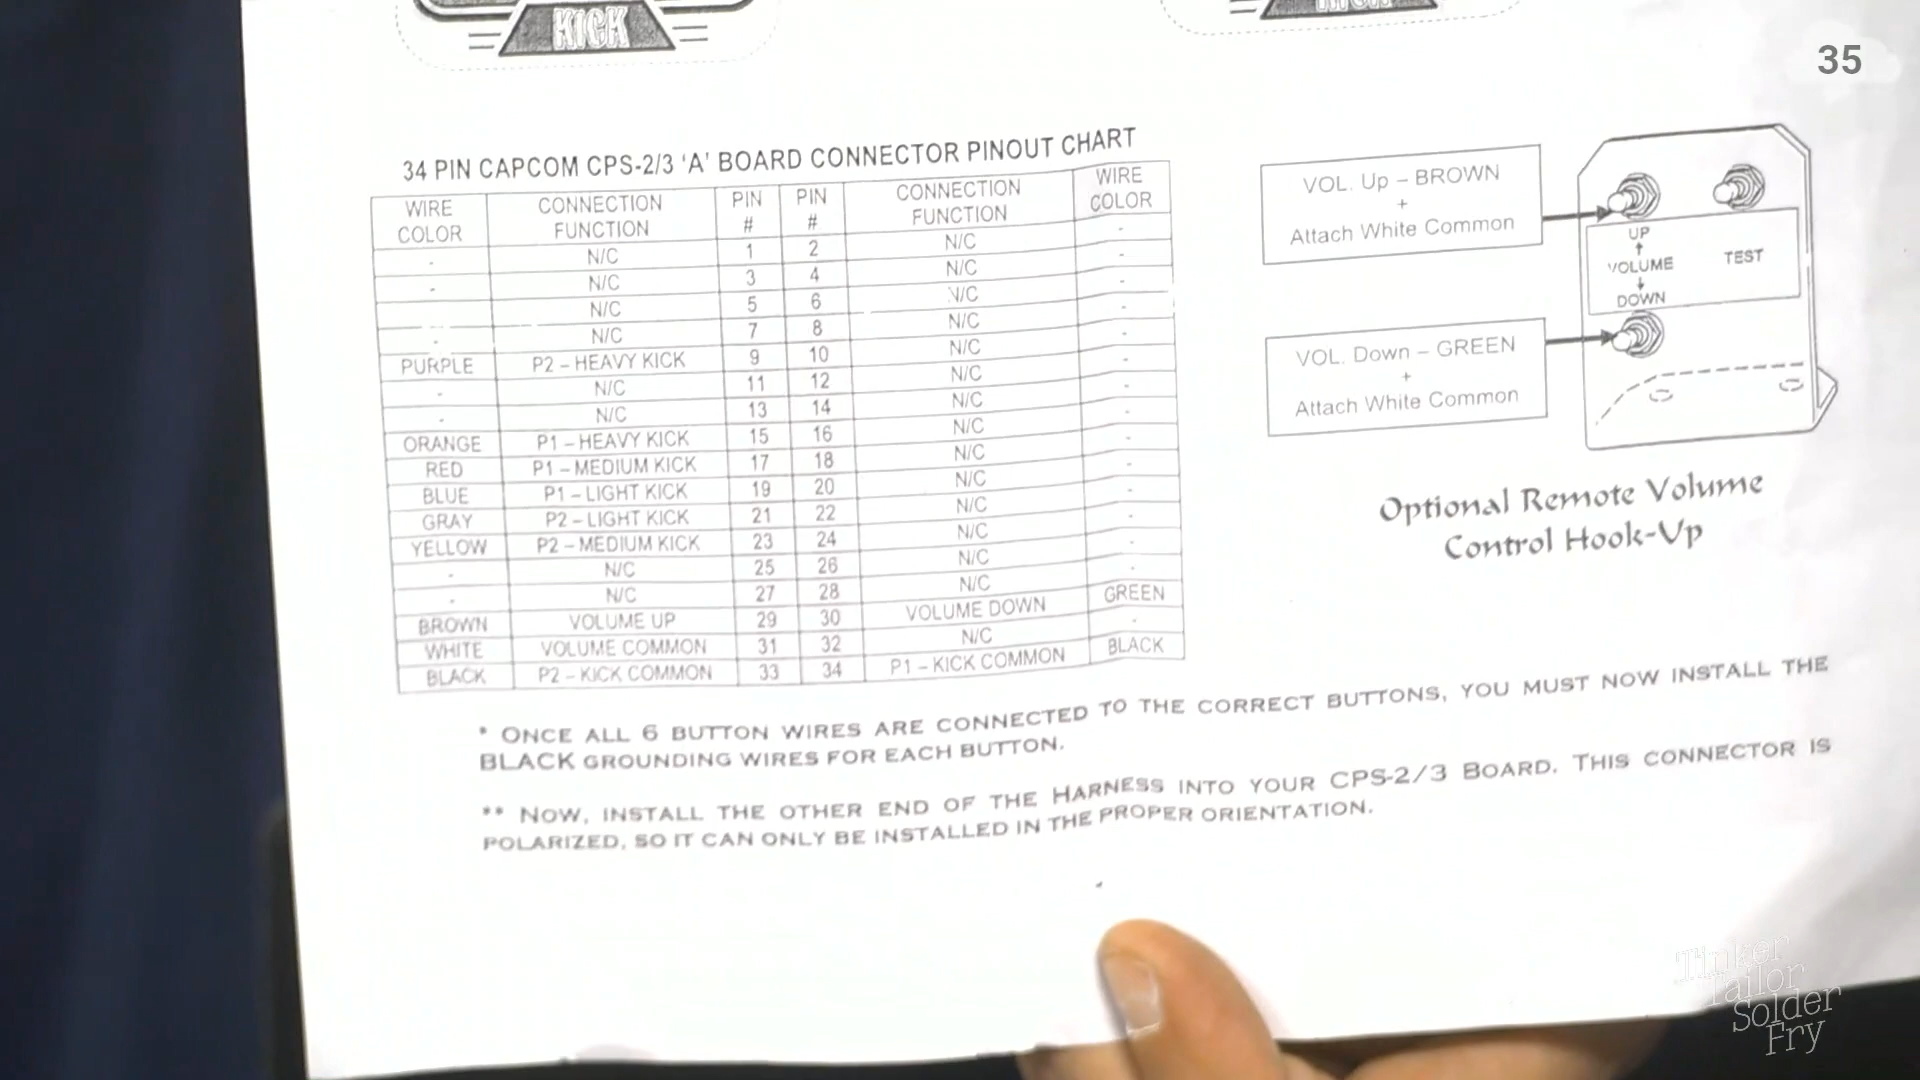 KICK
KICK
35
34 PIN CAPCOM CPS-2/3 'A' BOARD CONNECTOR PINOUT CHART
WIRE COLOR CONNECTION FUNCTION PIN # PIN # CONNECTION FUNCTION WIRE COLOR
- N/C 1 2 N/C -
- N/C 3 4 N/C -
N/C 5 6 N/C -
- N/C 7 8 N/C -
PURPLE P2 – HEAVY KICK 9 10 N/C -
- N/C 11 12 N/C -
- N/C 13 14 N/C -
ORANGE P1 – HEAVY KICK 15 16 N/C -
RED P1 – MEDIUM KICK 17 18 N/C -
BLUE P1 – LIGHT KICK 19 20 N/C -
GRAY P2 – LIGHT KICK 21 22 N/C -
YELLOW P2 – MEDIUM KICK 23 24 N/C -
- N/C 25 26 N/C -
- N/C 27 28 N/C -
BROWN VOLUME UP 29 30 VOLUME DOWN GREEN
WHITE VOLUME COMMON 31 32 N/C -
BLACK P2 – KICK COMMON 33 34 P1 – KICK COMMON BLACK
VOL. Up – BROWN
+
Attach White Common
UP
VOLUME
DOWN
TEST
VOL. Down – GREEN
+
Attach White Common
Optional Remote Volume
Control Hook-Up
* ONCE ALL 6 BUTTON WIRES ARE CONNECTED TO THE CORRECT BUTTONS, YOU MUST NOW INSTALL THE
BLACK GROUNDING WIRES FOR EACH BUTTON.
** NOW, INSTALL THE OTHER END OF THE HARNESS INTO YOUR CPS-2/3 BOARD. THIS CONNECTOR IS
POLARIZED, SO IT CAN ONLY BE INSTALLED IN THE PROPER ORIENTATION.
Tinker
Tailor
Solder
Fry